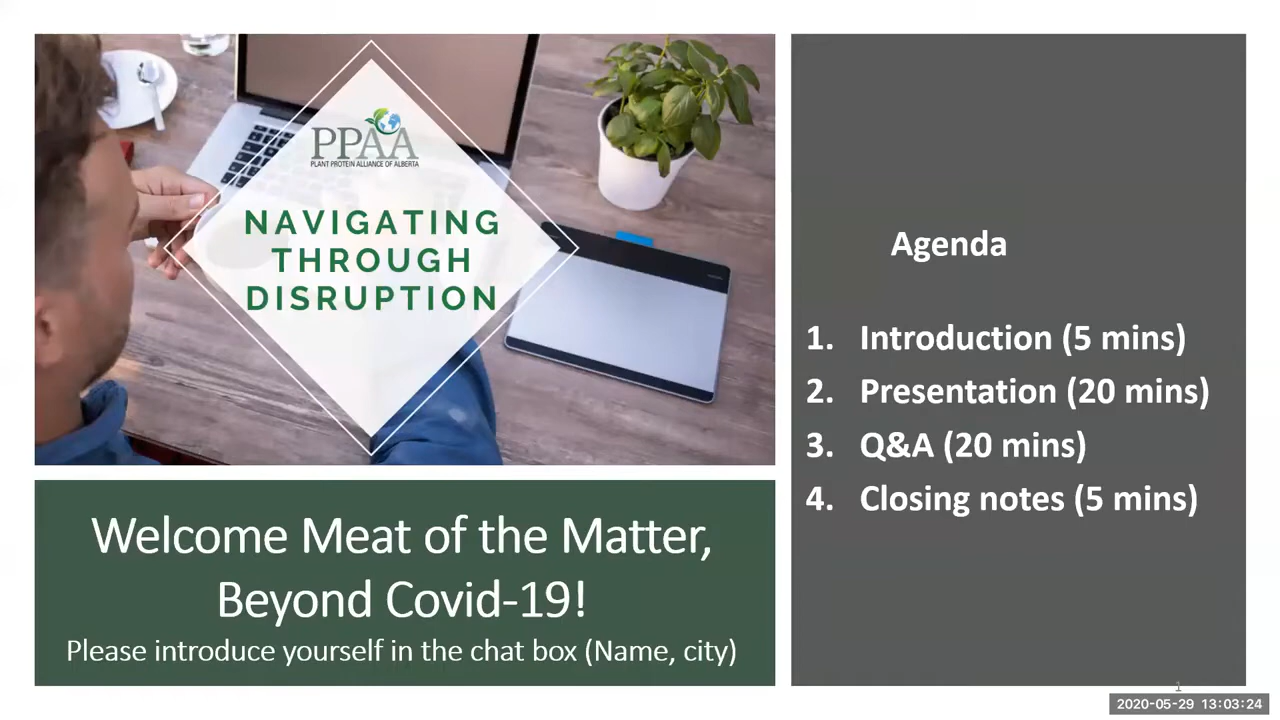 PPAA
PLANT PROTEIN ALLIANCE OF ALBERTA
NAVIGATING
THROUGH
DISRUPTION
Welcome Meat of the Matter,
Beyond Covid-19!
Please introduce yourself in the chat box (Name, city)
Agenda
1. Introduction (5 mins)
2. Presentation (20 mins)
3. Q&A (20 mins)
4. Closing notes (5 mins)
1
2020-05-29 13:03:24